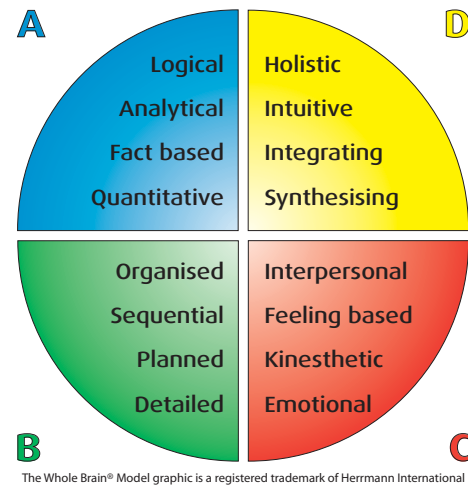 A
D
Logical
Analytical
Fact based
Quantitative
Holistic
Intuitive
Integrating
Synthesising
Organised
Sequential
Planned
Detailed
Interpersonal
Feeling based
Kinesthetic
Emotional
B
C
The Whole Brain® Model graphic is a registered trademark of Herrmann International